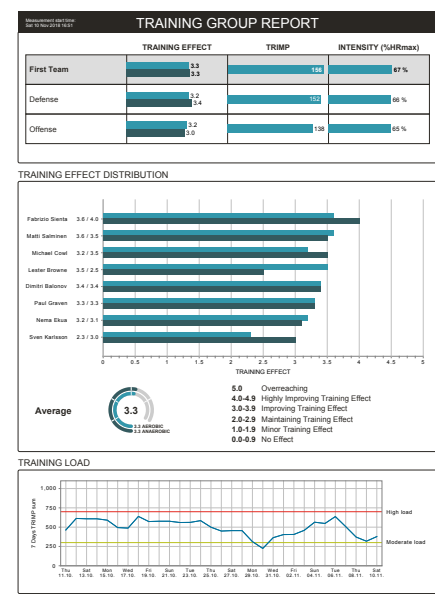 Measurement start time:
Sat 10 Nov 2018 16:51
TRAINING GROUP REPORT
TRAINING EFFECT TRIMP INTENSITY (%HRmax)
First Team 3.3 3.3 156 67 %
Defense 3.2 3.4 152 66 %
Offense 3.2 3.0 138 65 %
TRAINING EFFECT DISTRIBUTION
Fabrizio Sienta 3.6 / 4.0
Matti Salminen 3.6 / 3.5
Michael Cowl 3.2 / 3.5
Lester Browne 3.5 / 2.5
Dimitri Balonov 3.4 / 3.4
Paul Graven 3.3 / 3.3
Nema Ekua 3.2 / 3.1
Sven Karlsson 2.3 / 3.0
0 0.5 1 1.5 2 2.5 3 3.5 4 4.5 5
TRAINING EFFECT
Average
3.3
3.3 AEROBIC
3.3 ANAEROBIC
5.0 Overreaching
4.0-4.9 Highly Improving Training Effect
3.0-3.9 Improving Training Effect
2.0-2.9 Maintaining Training Effect
1.0-1.9 Minor Training Effect
0.0-0.9 No Effect
TRAINING LOAD
7 Days TRIMP sum
1,000
750
500
250
0
High load
Moderate load
Thu Sat Mon Wed Fri Sun Tue Thu Sat Mon Wed Fri Sun Tue Thu Sat
11.10. 13.10. 15.10. 17.10. 19.10. 21.10. 23.10. 25.10. 27.10. 29.10. 31.10. 02.11. 04.11. 06.11. 08.11. 10.11.